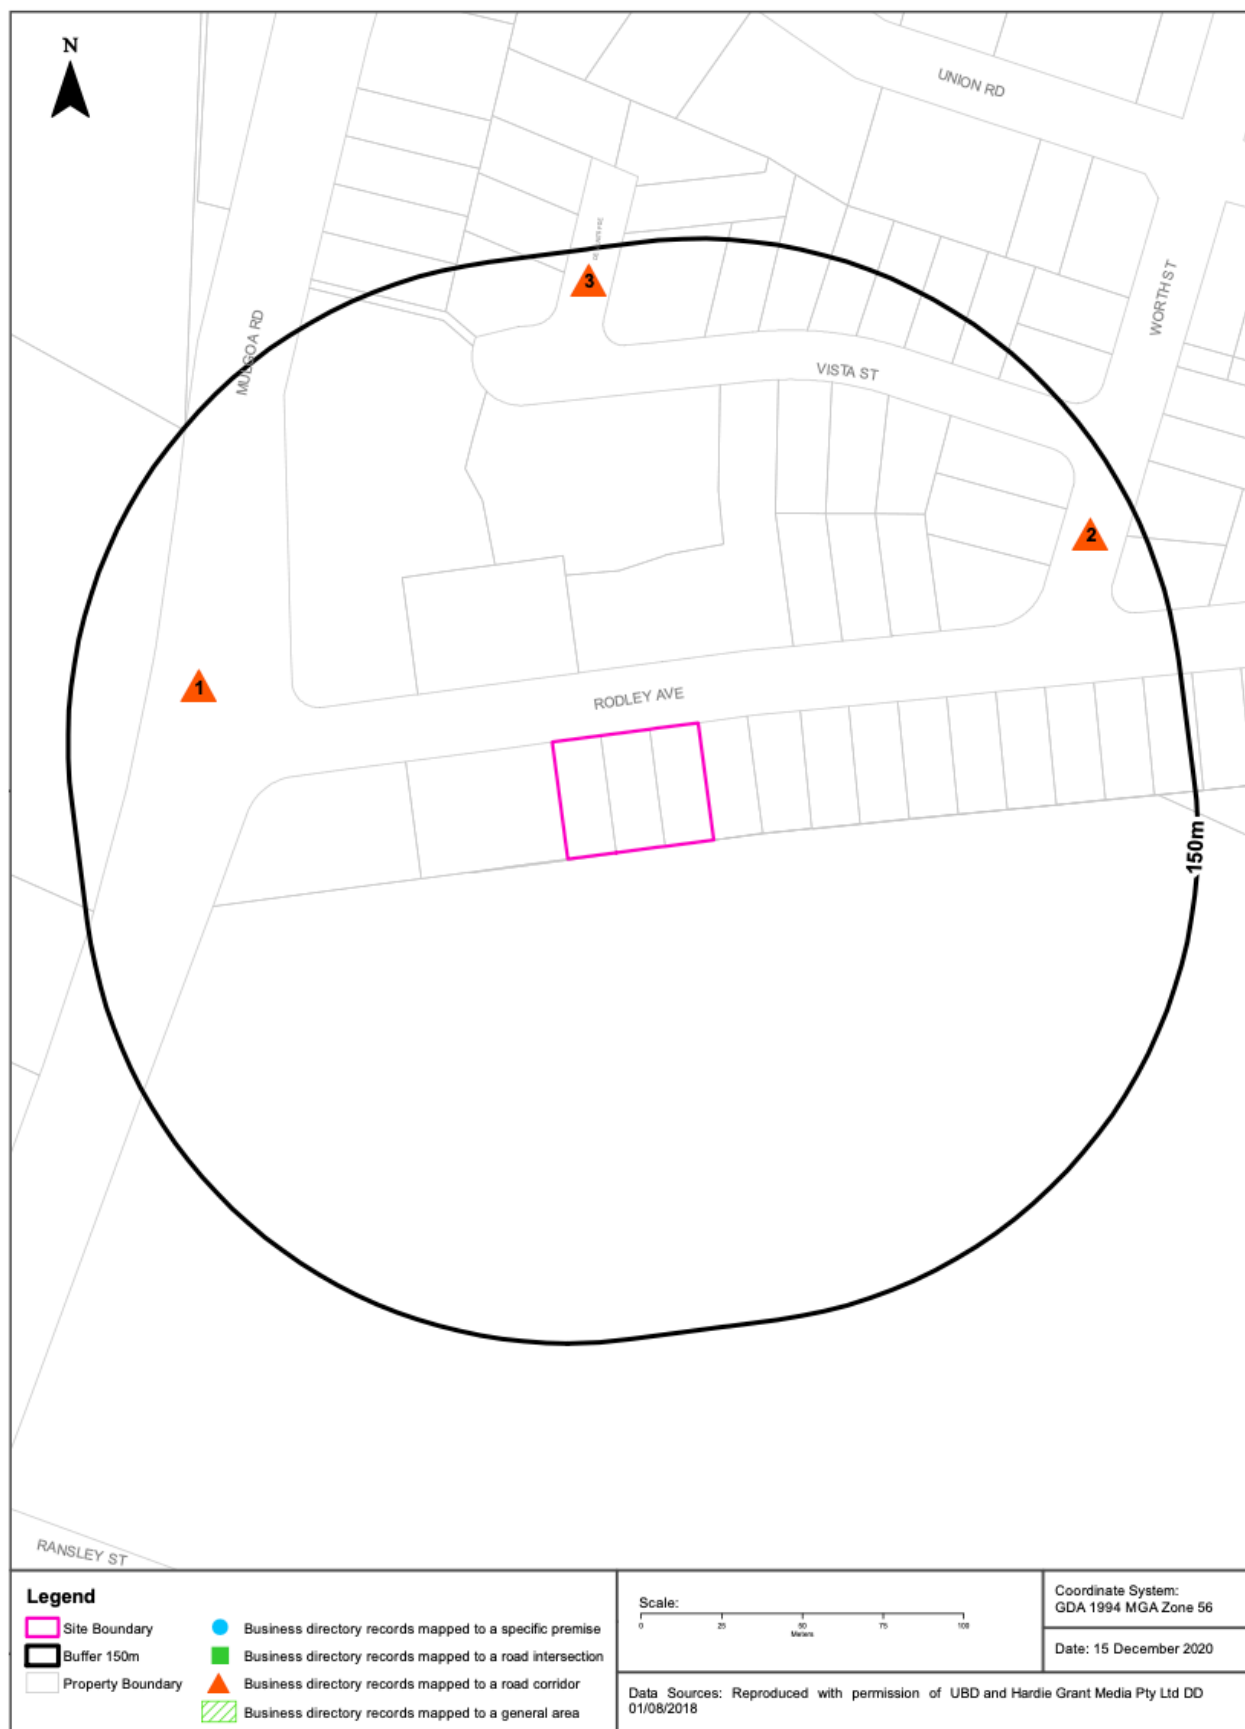 N
UNION RD
WORTH ST
3
MULGOA RD
VISTA ST
2
1
RODLEY AVE
150m
RANSLEY ST
Legend
Site Boundary
Buffer 150m
Property Boundary
Business directory records mapped to a specific premise
Business directory records mapped to a road intersection
Business directory records mapped to a road corridor
Business directory records mapped to a general area
Scale:
0 25 50 75 100
Meters
Coordinate System:
GDA 1994 MGA Zone 56
Date: 15 December 2020
Data Sources: Reproduced with permission of UBD and Hardie Grant Media Pty Ltd DD
01/08/2018